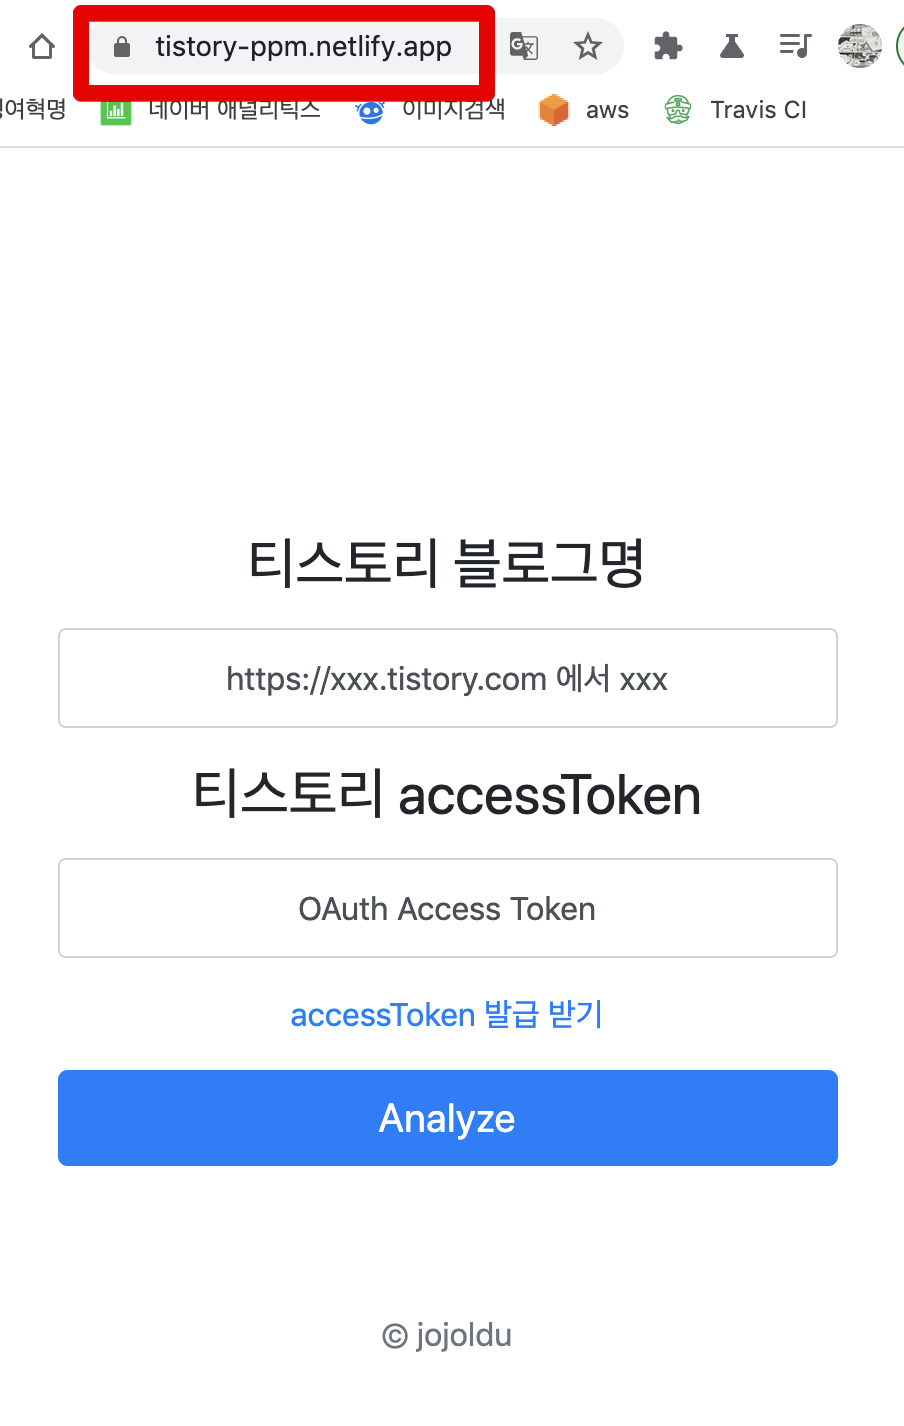 tistory-ppm.netlify.app
여혁명 네이버 애널리틱스 이미지검색 aws Travis CI
티스토리 블로그명
https://xxx.tistory.com 에서 xxx
티스토리 accessToken
OAuth Access Token
accessToken 발급 받기
Analyze
© jojoldu